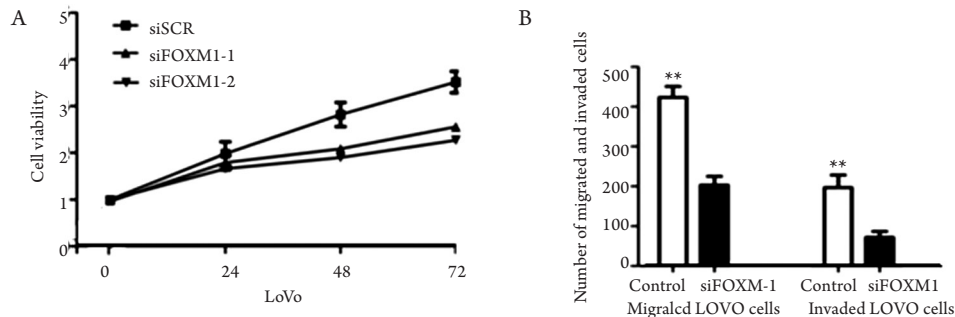 A
5
4
3
2
1
0
Cell viability
siSCR
siFOXM1-1
siFOXM1-2
0 24 48 72
LoVo
B
Number of migrated and invaded cells
500
400
300
200
100
0
**
**
Control siFOXM-1 Control siFOXM1
Migralcd LOVO cells Invaded LOVO cells